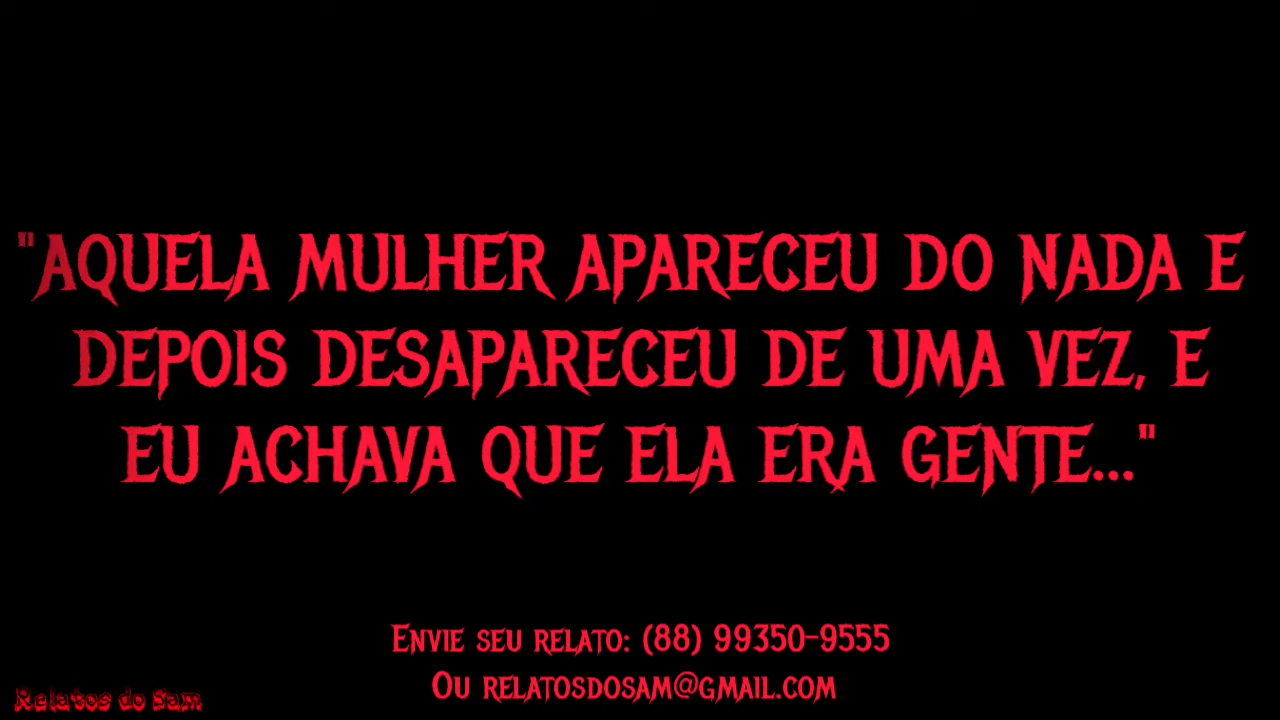 "AQUELA MULHER APARECEU DO NADA E
DEPOIS DESAPARECEU DE UMA VEZ, E
EU ACHAVA QUE ELA ERA GENTE..."
ENVIE SEU RELATO: (88) 99350-9555
OU RELATOSDOSAM@GMAIL.COM
Relatos do Sam